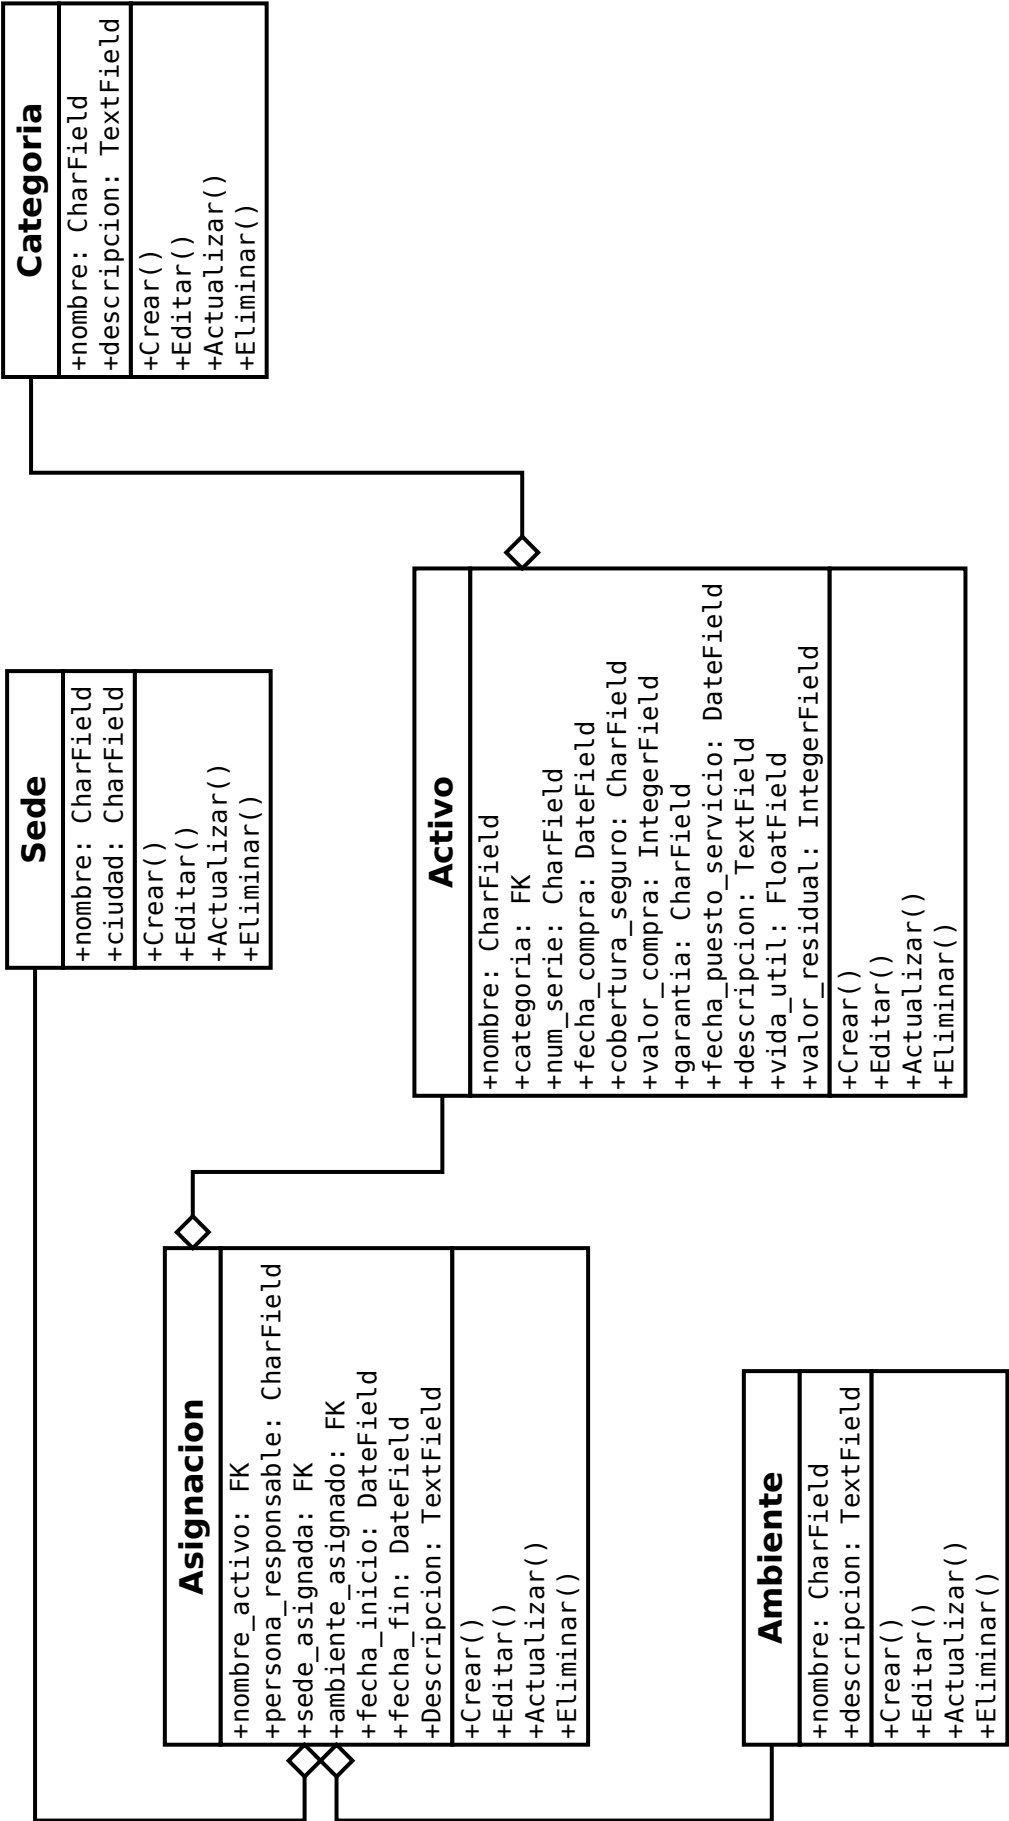 Asignacion
+nombre_activo: FK
+persona_responsable: CharField
+sede_asignada: FK
+ambiente_asignado: FK
+fecha_inicio: DateField
+fecha_fin: DateField
+Descripcion: TextField
+Crear()
+Editar()
+Actualizar()
+Eliminar()
Ambiente
+nombre: CharField
+descripcion: TextField
+Crear()
+Editar()
+Actualizar()
+Eliminar()
Sede
+nombre: CharField
+ciudad: CharField
+Crear()
+Editar()
+Actualizar()
+Eliminar()
Activo
+nombre: CharField
+categoria: FK
+num_serie: CharField
+fecha_compra: DateField
+cobertura_seguro: CharField
+valor_compra: IntegerField
+garantia: CharField
+fecha_puesto_servicio: DateField
+descripcion: TextField
+vida_util: FloatField
+valor_residual: IntegerField
+Crear()
+Editar()
+Actualizar()
+Eliminar()
Categoria
+nombre: CharField
+descripcion: TextField
+Crear()
+Editar()
+Actualizar()
+Eliminar()